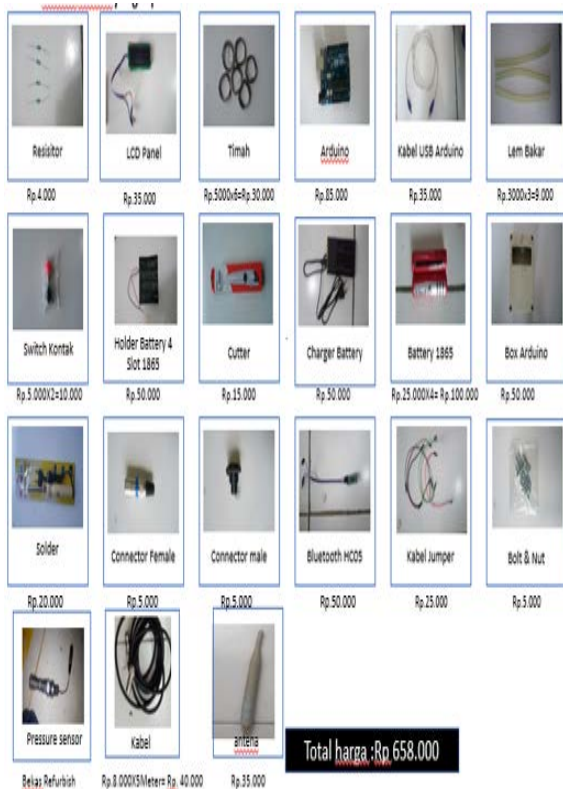 Resisitor
LCD Panel
Timah
Arduino
Kabel USB Arduino
Lem Bakar
Rp.4.000
Rp.35.000
Rp.5000x6=Rp.30.000
Rp.85.000
Rp.35.000
Rp.3000x3=9.000
Switch Kontak
Holder Battery 4
Slot 1865
Cutter
Charger Battery
Battery 1865
Box Arduino
Rp.5.000X2=10.000
Rp.50.000
Rp.15.000
Rp.50.000
Rp.25.000X4= Rp.100.000
Rp.50.000
Solder
Connector Female
Connector male
Bluetooth HC05
Kabel Jumper
Bolt & Nut
Rp.20.000
Rp.5.000
Rp.5.000
Rp.50.000
Rp.25.000
Rp.5.000
Pressure sensor
Kabel
antena
Total harga :Rp 658.000
Bekas Refurbish
Rp.8.000X5Meter= Rp. 40.000
Rp.35.000